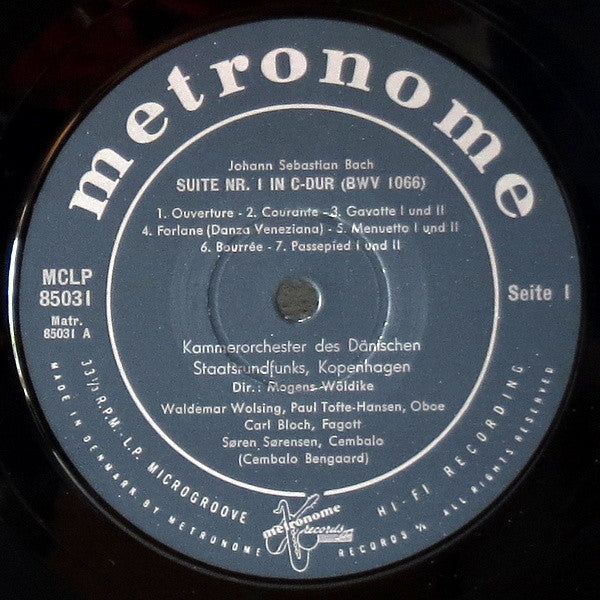 metronome
Johann Sebastian Bach
SUITE NR. 1 IN C-DUR (BWV 1066)
1. Ouverture - 2. Courante - 3. Gavotte I und II
4. Forlane (Danza Veneziana) - 5. Menuetto I und II
6. Bourrée - 7. Passepied I und II
MCLP
85031
Matr.
85031 A
Seite 1
Kammerorchester des Dänischen
Staatsrundfunks, Kopenhagen
Dir.: Mogens Wöldike
Waldemar Wolsing, Paul Tofte-Hansen, Oboe
Carl Bloch, Fagott
Søren Sørensen, Cembalo
(Cembalo Bengaard)
33⅓ R.P.M. - L.P. MICROGROOVE
HI-FI RECORDING
MADE IN DENMARK BY METRONOME RECORDS A/S ALL RIGHTS RESERVED
metronome
records